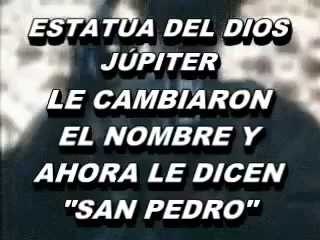 ESTATUA DEL DIOS
JÚPITER
LE CAMBIARON
EL NOMBRE Y
AHORA LE DICEN
"SAN PEDRO"